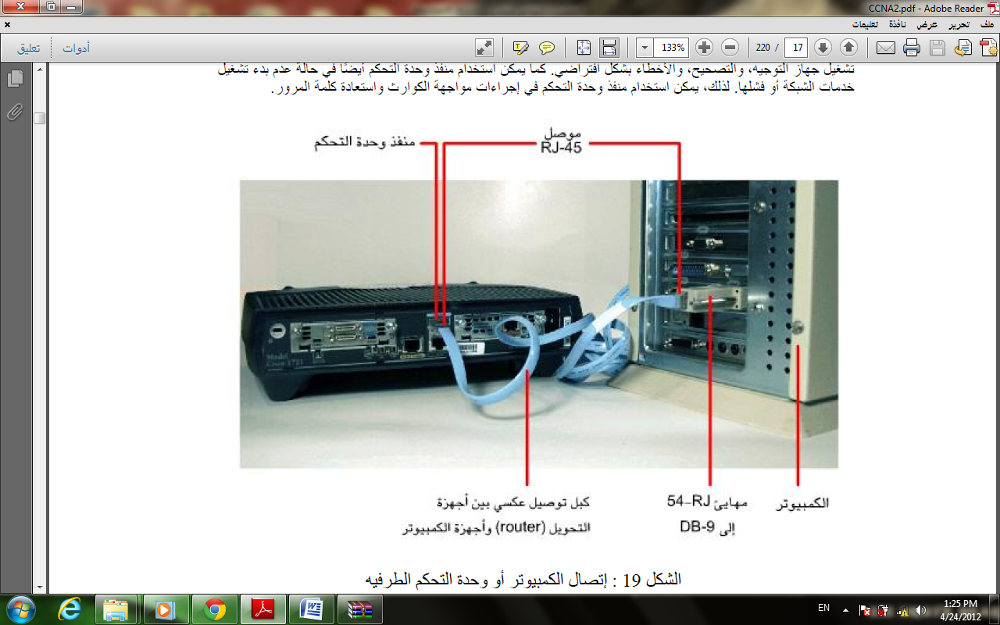 CCNA2.pdf - Adobe Reader
ملف تحرير عرض نافذة تعليمات
220 / 17
133%
أدوات
تعليق
تشغيل جهاز التوجيه، والتصحيح، والأخطاء بشكل افتراضي. كما يمكن استخدام منفذ وحدة التحكم أيضًا في حالة عدم بدء تشغيل
خدمات الشبكة أو فشلها. لذلك، يمكن استخدام منفذ وحدة التحكم في إجراءات مواجهة الكوارث واستعادة كلمة المرور.
موصل
RJ-45
منفذ وحدة التحكم
Model
Cisco 1721
الكمبيوتر
مهايئ RJ–54
إلى DB-9
كبل توصيل عكسي بين أجهزة
التحويل (router) وأجهزة الكمبيوتر
الشكل 19 : إتصال الكمبيوتر أو وحدة التحكم الطرفيه
EN
1:25 PM
4/24/2012